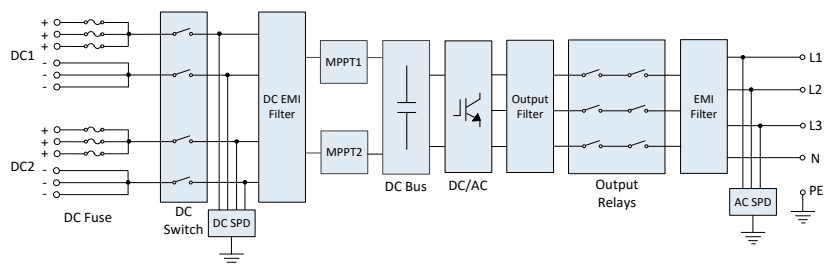 +
+
+
DC1
-
-
-
+
+
+
DC2
-
-
-
DC Fuse
DC
Switch
DC SPD
DC EMI
Filter
MPPT1
MPPT2
DC Bus
DC/AC
Output
Filter
Output
Relays
EMI
Filter
AC SPD
L1
L2
L3
N
PE